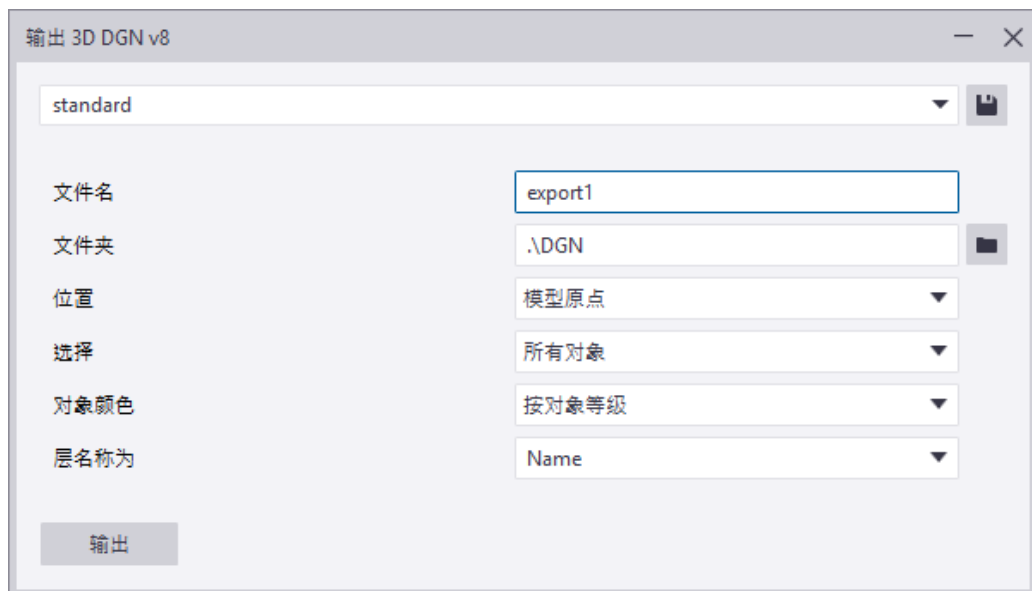 输出 3D DGN v8
standard
文件名 export1
文件夹 .\DGN
位置 模型原点
选择 所有对象
对象颜色 按对象等级
层名称为 Name
输出